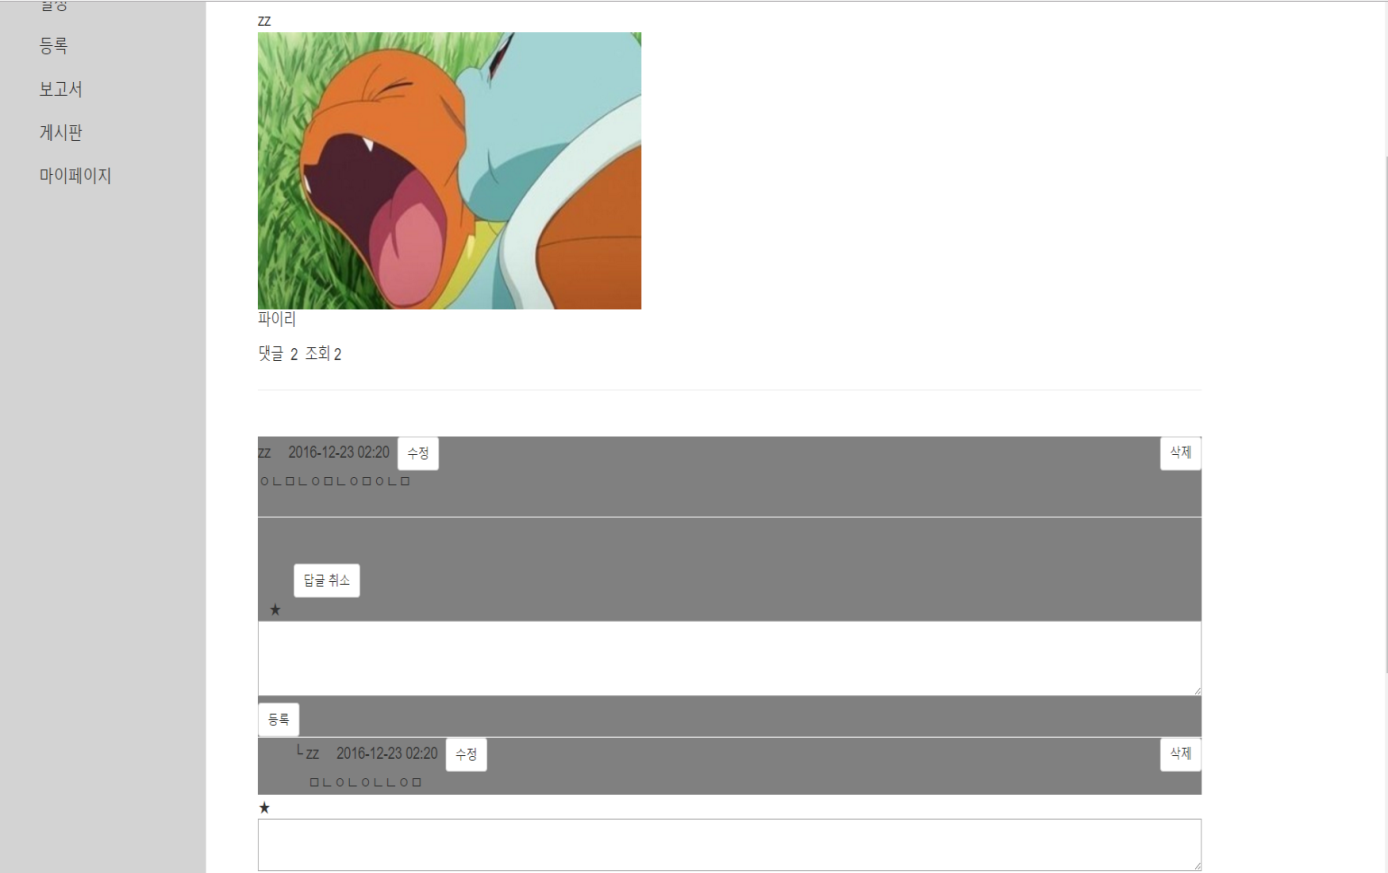 일정
등록
보고서
게시판
마이페이지
zz
파이리
댓글 2 조회 2
zz 2016-12-23 02:20 수정 삭제
ㅇㄴㅁㄴㅇㅁㄴㅇㅁㅇㄴㅁ
답글 취소
★
등록
└ zz 2016-12-23 02:20 수정 삭제
ㅁㄴㅇㄴㅇㄴㄴㅇㅁ
★